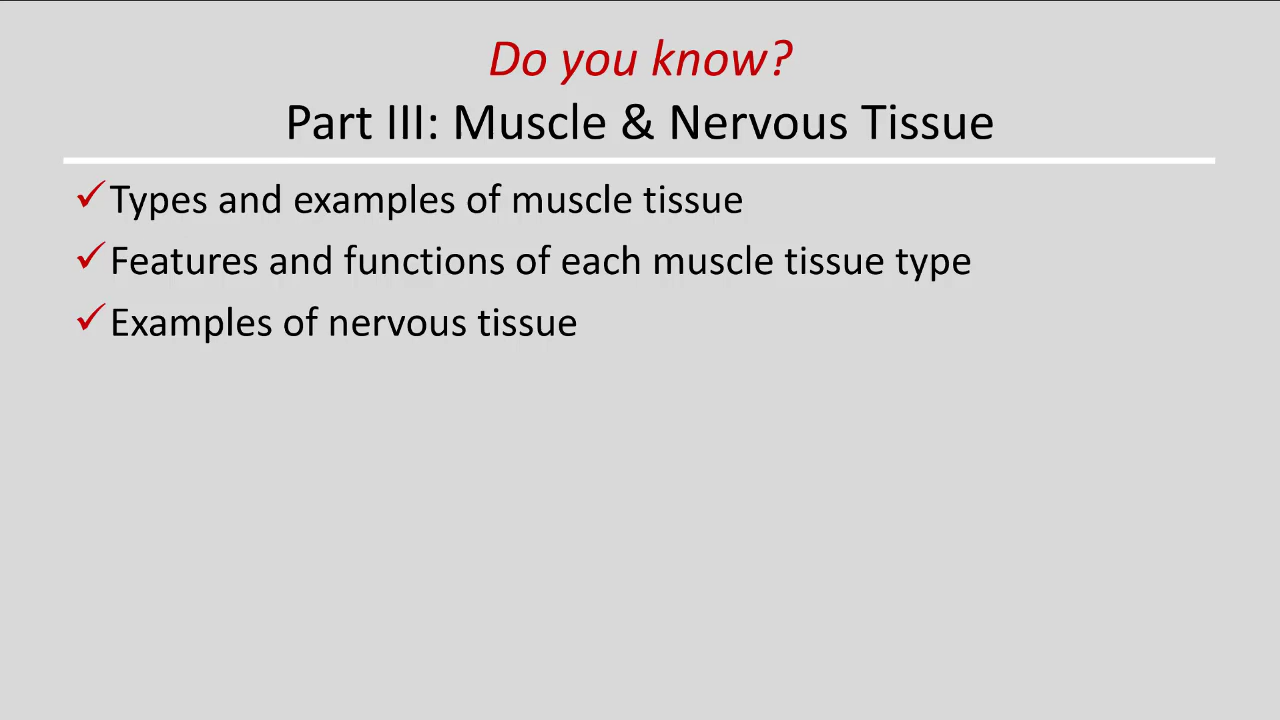 Do you know?
Part III: Muscle & Nervous Tissue
✓Types and examples of muscle tissue
✓Features and functions of each muscle tissue type
✓Examples of nervous tissue